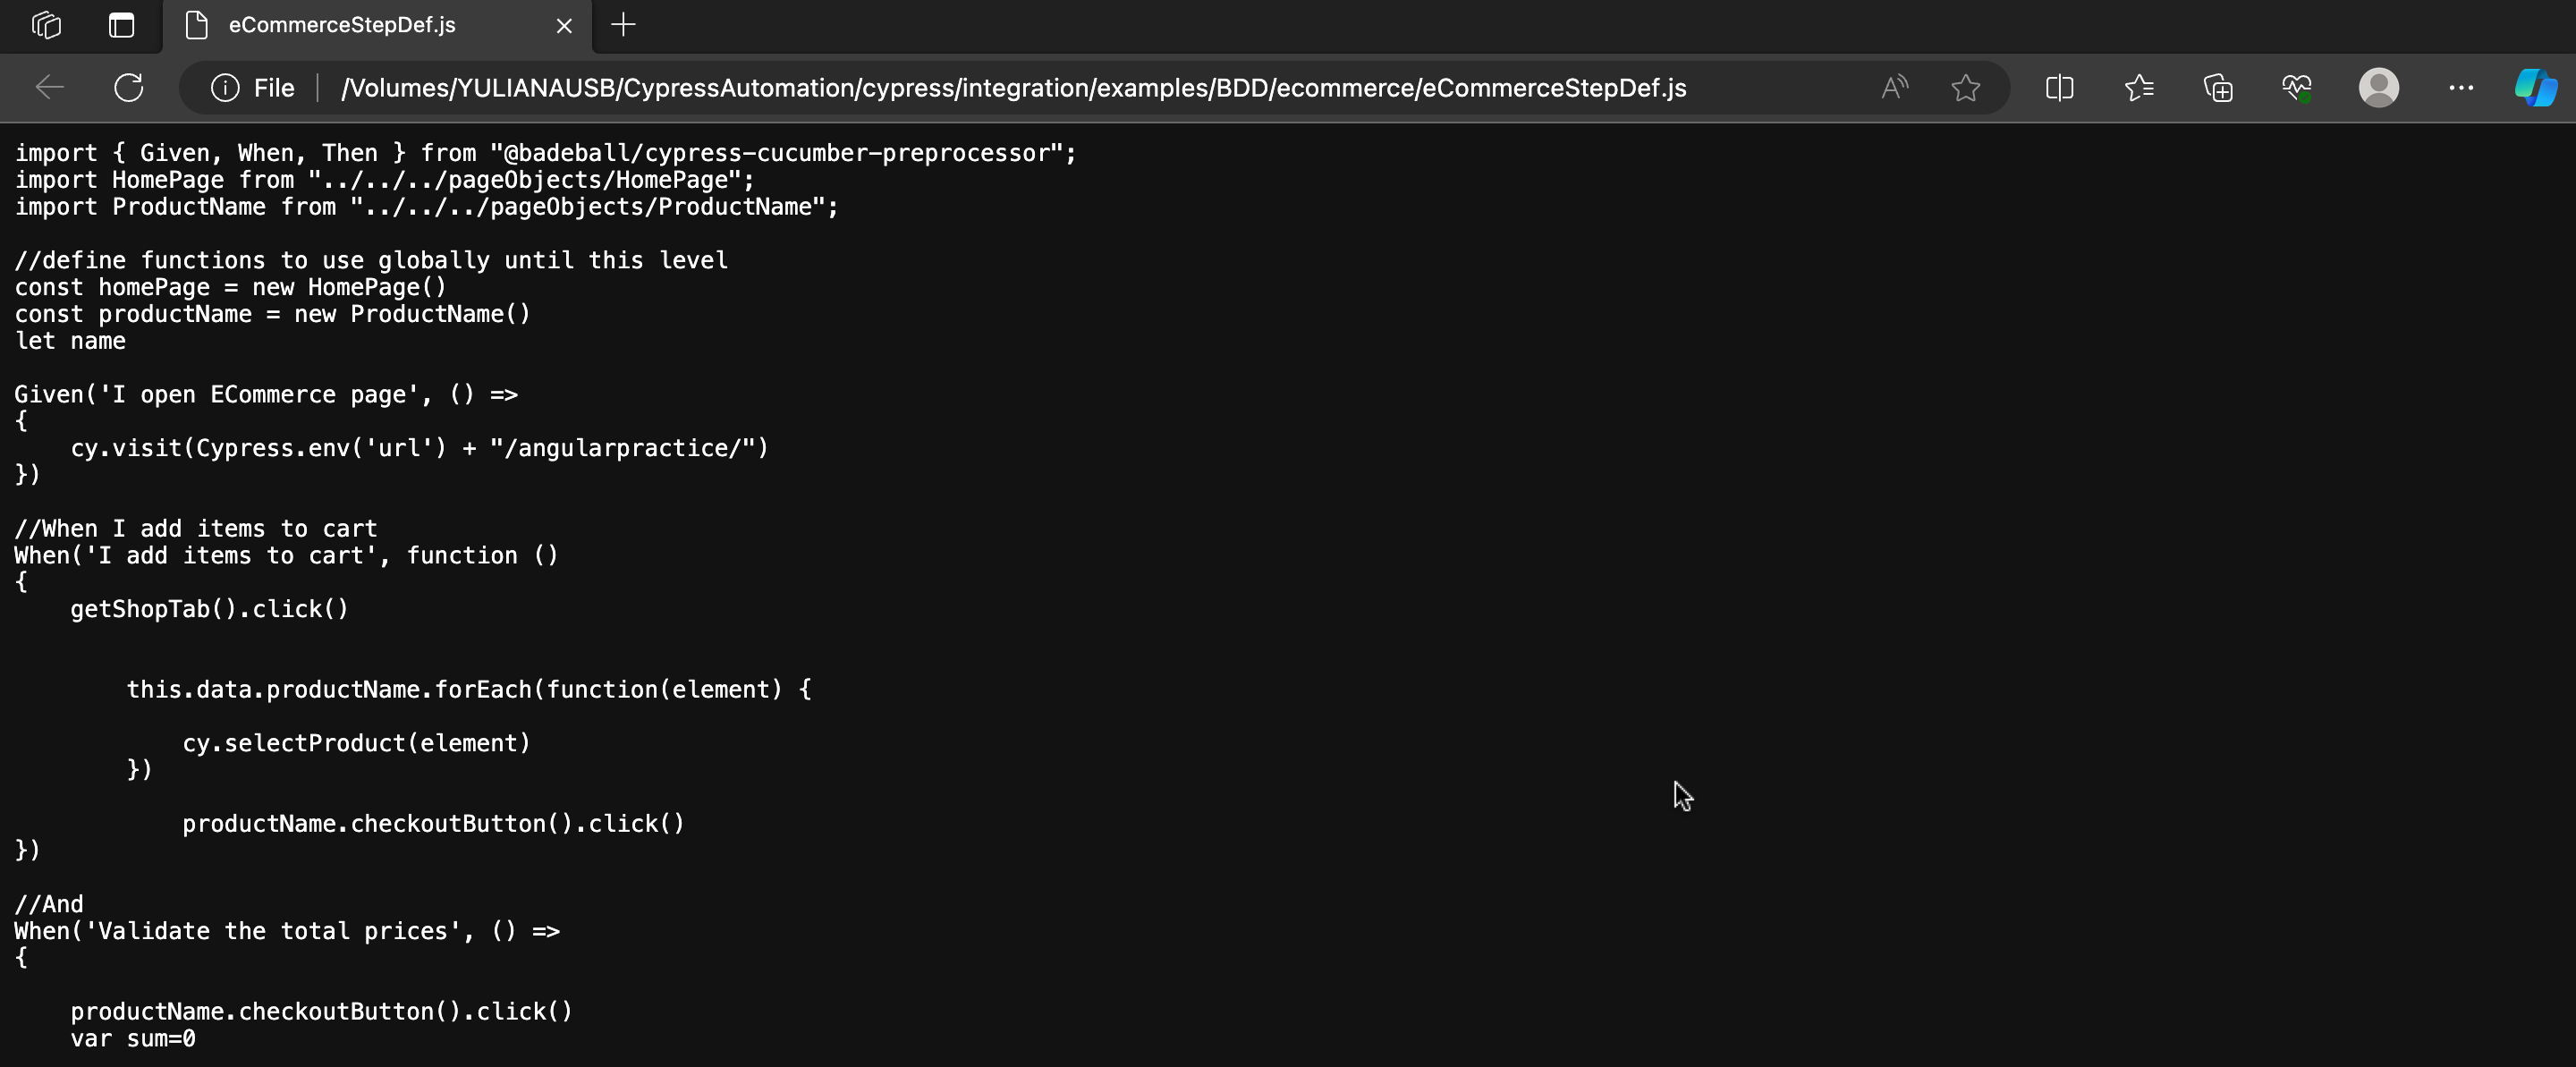 eCommerceStepDef.js
File
/Volumes/YULIANAUSB/CypressAutomation/cypress/integration/examples/BDD/ecommerce/eCommerceStepDef.js
import { Given, When, Then } from "@badeball/cypress-cucumber-preprocessor";
import HomePage from "../../../pageObjects/HomePage";
import ProductName from "../../../pageObjects/ProductName";
//define functions to use globally until this level
const homePage = new HomePage()
const productName = new ProductName()
let name
Given('I open ECommerce page', () =>
{
    cy.visit(Cypress.env('url') + "/angularpractice/")
})
//When I add items to cart
When('I add items to cart', function ()
{
    getShopTab().click()
        this.data.productName.forEach(function(element) {
            cy.selectProduct(element)
        })
            productName.checkoutButton().click()
})
//And
When('Validate the total prices', () =>
{
    productName.checkoutButton().click()
    var sum=0